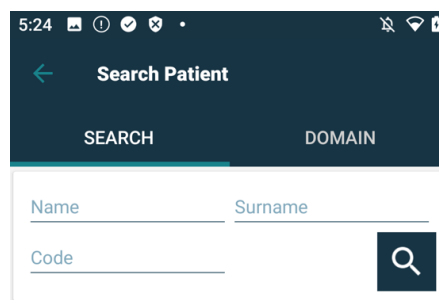 5:24
Search Patient
SEARCH DOMAIN
Name Surname
Code